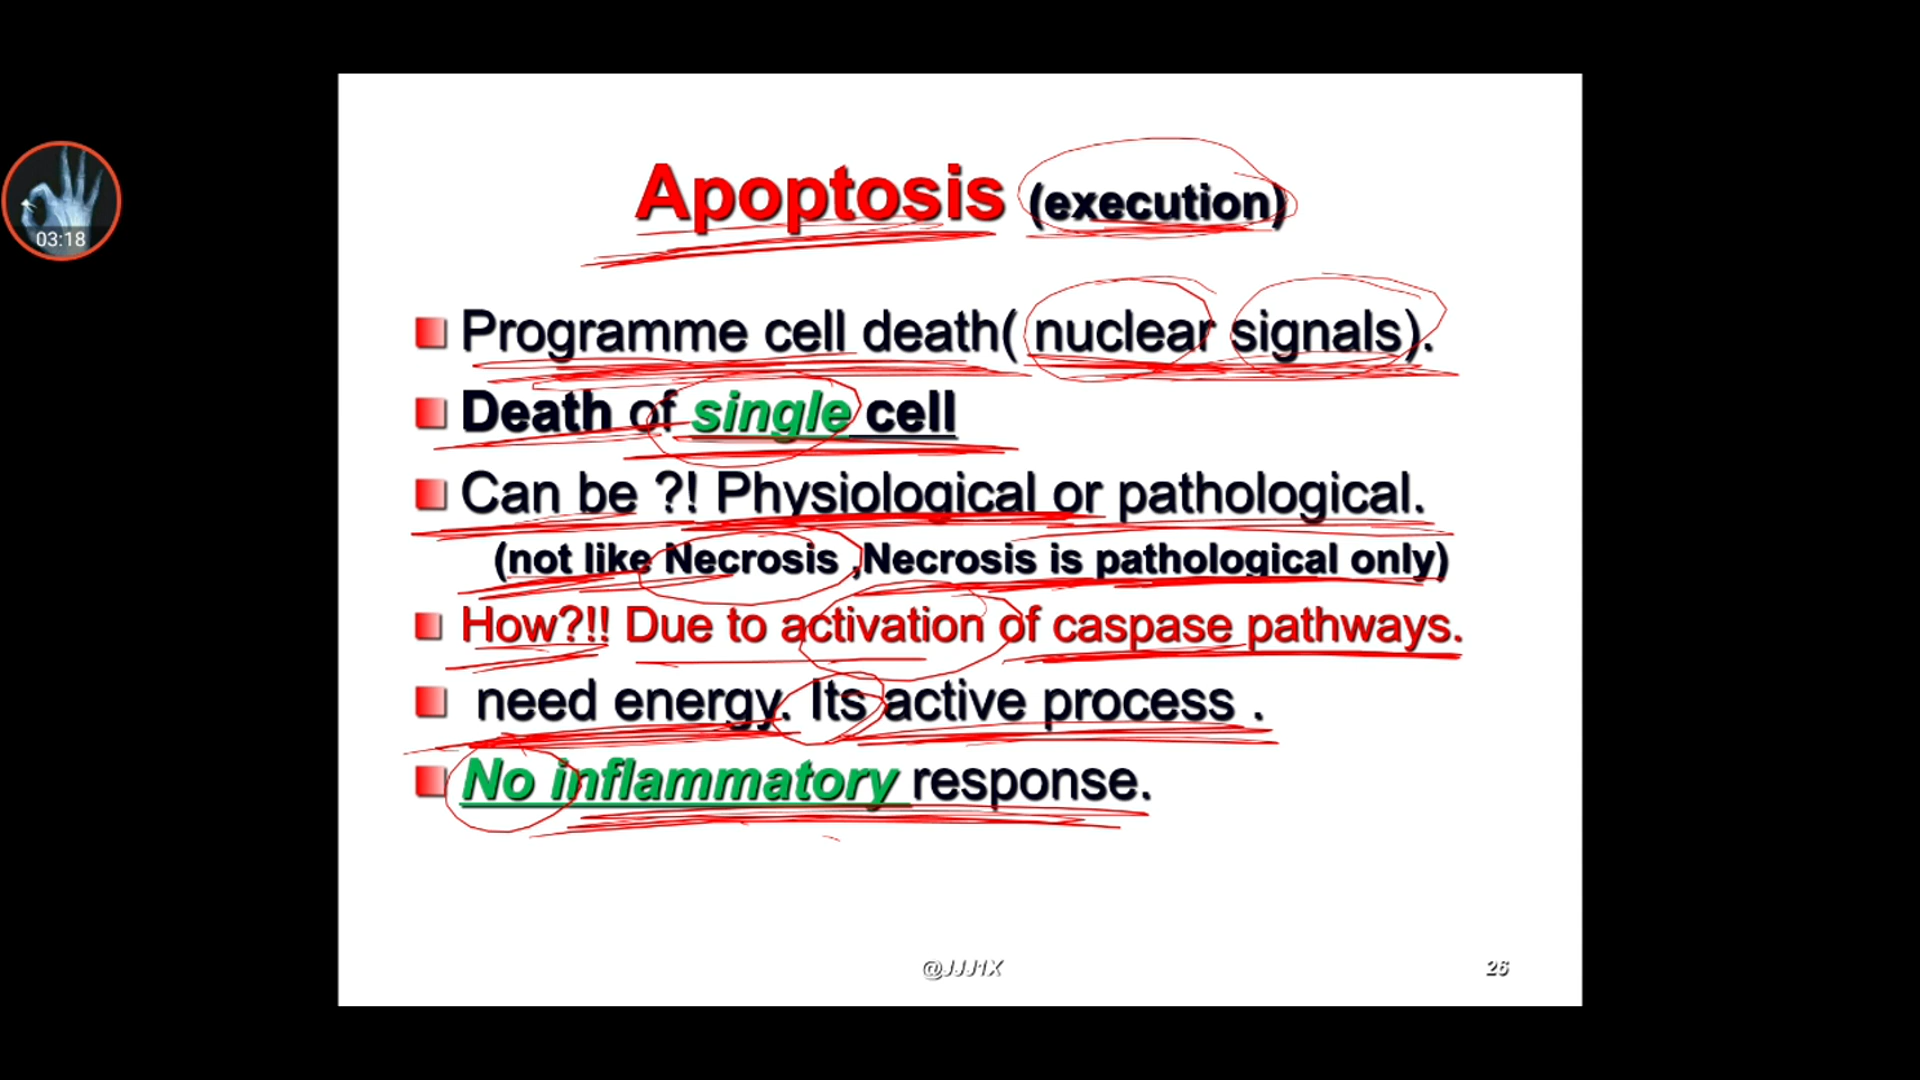 Apoptosis (execution)
03:18
Programme cell death( nuclear signals).
Death of single cell
Can be ?! Physiological or pathological.
(not like Necrosis ,Necrosis is pathological only)
How?!! Due to activation of caspase pathways.
need energy. Its active process .
No inflammatory response.
@JJJ1X
26